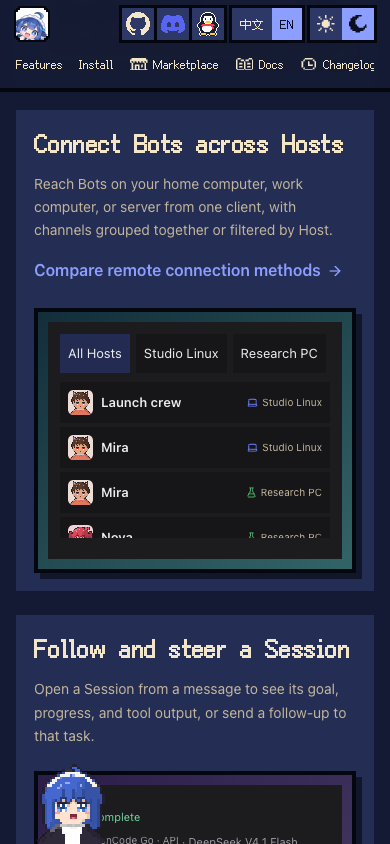 中文
EN
Features
Install
Marketplace
Docs
Changelog
Connect Bots across Hosts
Reach Bots on your home computer, work
computer, or server from one client, with
channels grouped together or filtered by Host.
Compare remote connection methods →
All Hosts
Studio Linux
Research PC
Launch crew
Studio Linux
Mira
Studio Linux
Mira
Research PC
Nova
Research PC
Follow and steer a Session
Open a Session from a message to see its goal,
progress, and tool output, or send a follow-up to
that task.
omplete
nCode Go · API · DeepSeek V4.1 Flash